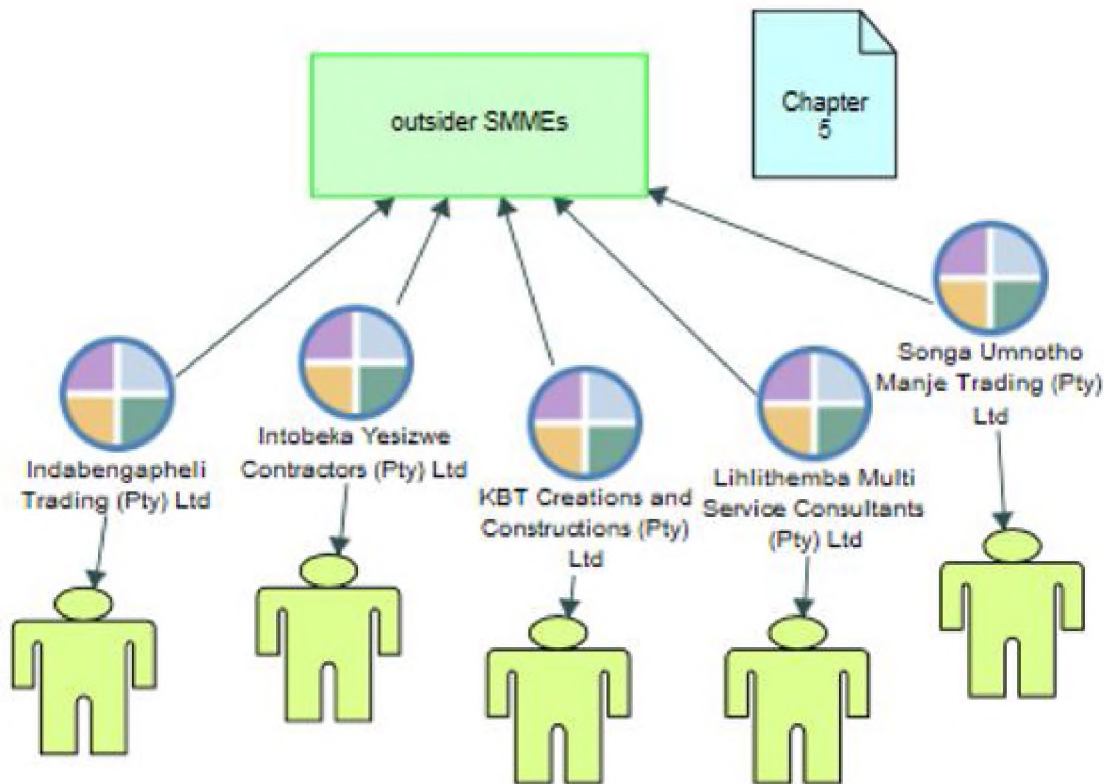 outsider SMMEs
Chapter
5
Songa Umnotho
Manje Trading (Pty)
Ltd
Indabengapheli
Trading (Pty) Ltd
Intobeka Yesizwe
Contractors (Pty) Ltd
KBT Creations and
Constructions (Pty)
Ltd
Lihlithemba Multi
Service Consultants
(Pty) Ltd